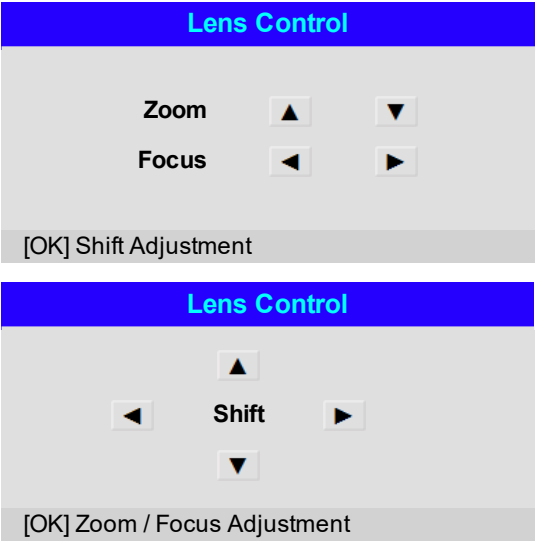 Lens Control
Zoom ▲ ▼
Focus ◀ ▶
[OK] Shift Adjustment
Lens Control
▲
◀ Shift ▶
▼
[OK] Zoom / Focus Adjustment